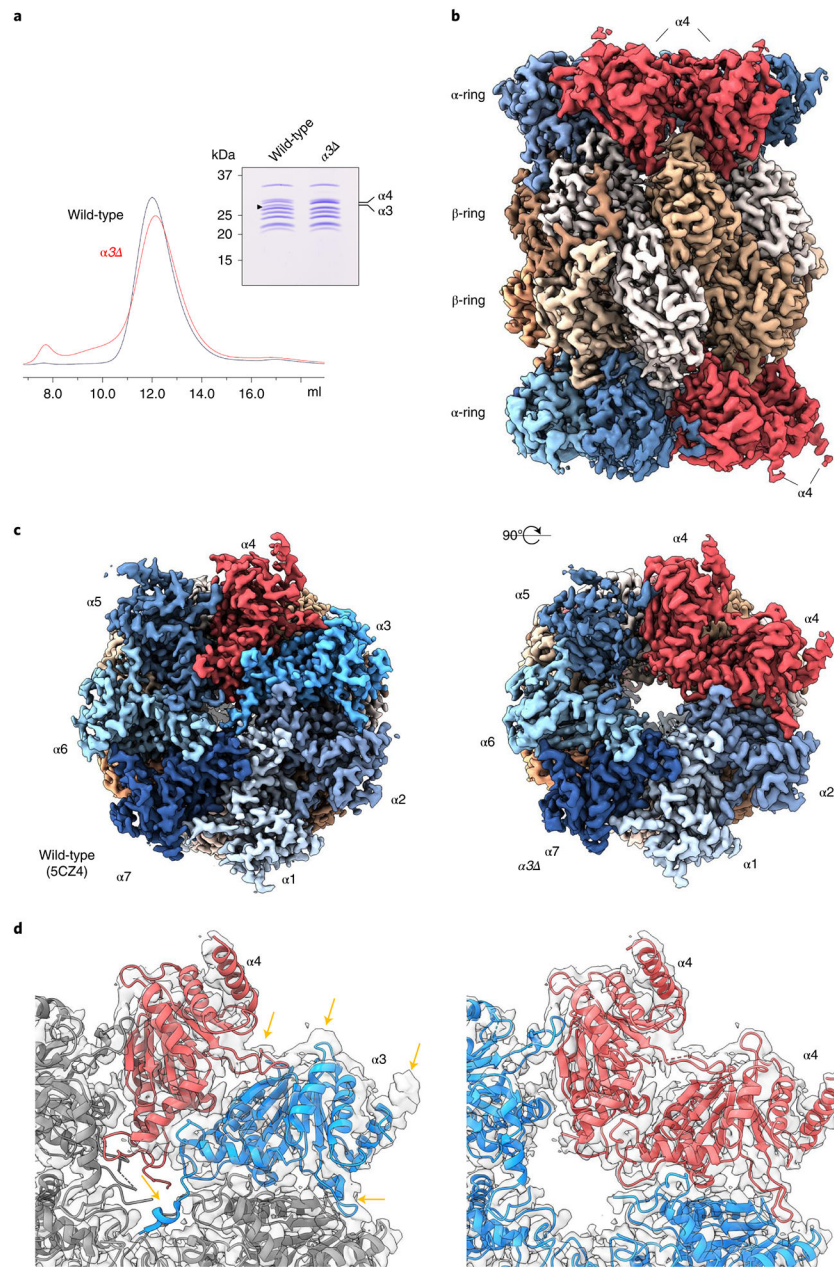 a
Wild-type
α3Δ
kDa
37
25
20
15
α4
α3
Wild-type
α3Δ
8.0
12.0
14.0
16.0
ml
b
α4
α-ring
β-ring
β-ring
α-ring
α4
c
α4
α5
α3
α6
α2
Wild-type
(5CZ4)
α7
α1
90°
α4
α5
α4
α6
α2
α7
α3Δ
α1
d
α4
α3
α4
α4